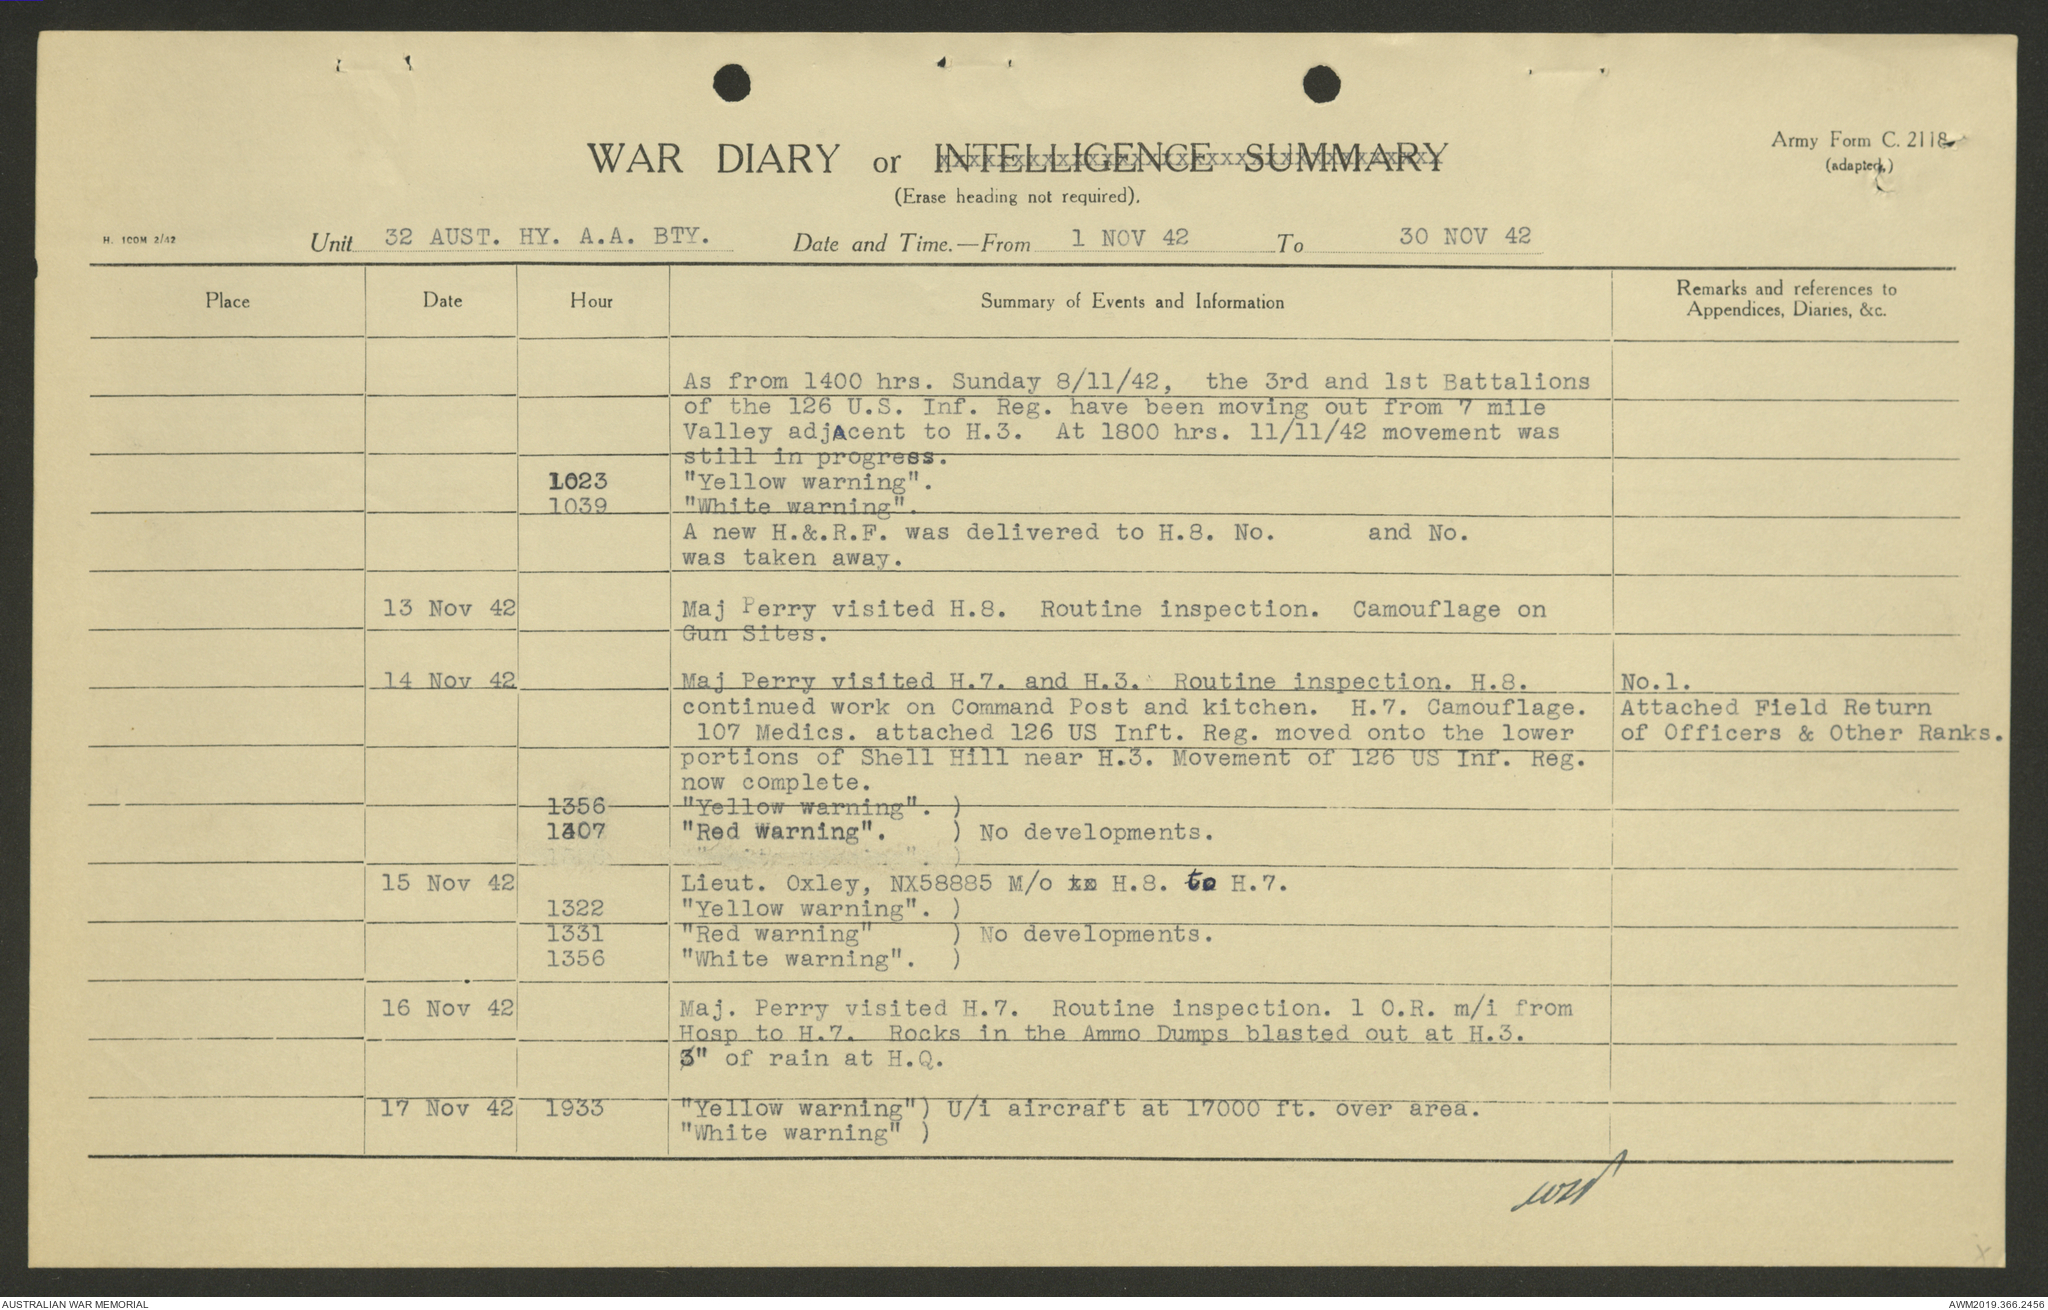 WAR DIARY or INTELLIGENCE SUMMARY
(Erase heading not required).
Army Form C. 2118
(adapted.)
H. 100M 2/42
Unit 32 AUST. HY. A.A. BTY. Date and Time.—From 1 NOV 42 To 30 NOV 42
Place Date Hour Summary of Events and Information Remarks and references to
Appendices, Diaries, &c.
As from 1400 hrs. Sunday 8/11/42, the 3rd and 1st Battalions
of the 126 U.S. Inf. Reg. have been moving out from 7 mile
Valley adjAcent to H.3. At 1800 hrs. 11/11/42 movement was
still in progress.
1023 "Yellow warning".
1039 "White warning".
A new H.&.R.F. was delivered to H.8. No. and No.
was taken away.
13 Nov 42 Maj Perry visited H.8. Routine inspection. Camouflage on
Gun Sites.
14 Nov 42 Maj Perry visited H.7. and H.3. Routine inspection. H.8. No.1.
continued work on Command Post and kitchen. H.7. Camouflage. Attached Field Return
107 Medics. attached 126 US Inft. Reg. moved onto the lower of Officers & Other Ranks.
portions of Shell Hill near H.3. Movement of 126 US Inf. Reg.
now complete.
1356 "Yellow warning". )
1407 "Red Warning". ) No developments.
15 Nov 42 Lieut. Oxley, NX58885 M/o H.8. to H.7.
1322 "Yellow warning". )
1331 "Red warning" ) No developments.
1356 "White warning". )
16 Nov 42 Maj. Perry visited H.7. Routine inspection. 1 O.R. m/i from
Hosp to H.7. Rocks in the Ammo Dumps blasted out at H.3.
3" of rain at H.Q.
17 Nov 42 1933 "Yellow warning") U/i aircraft at 17000 ft. over area.
"White warning" )
AUSTRALIAN WAR MEMORIAL
AWM2019.366.2456